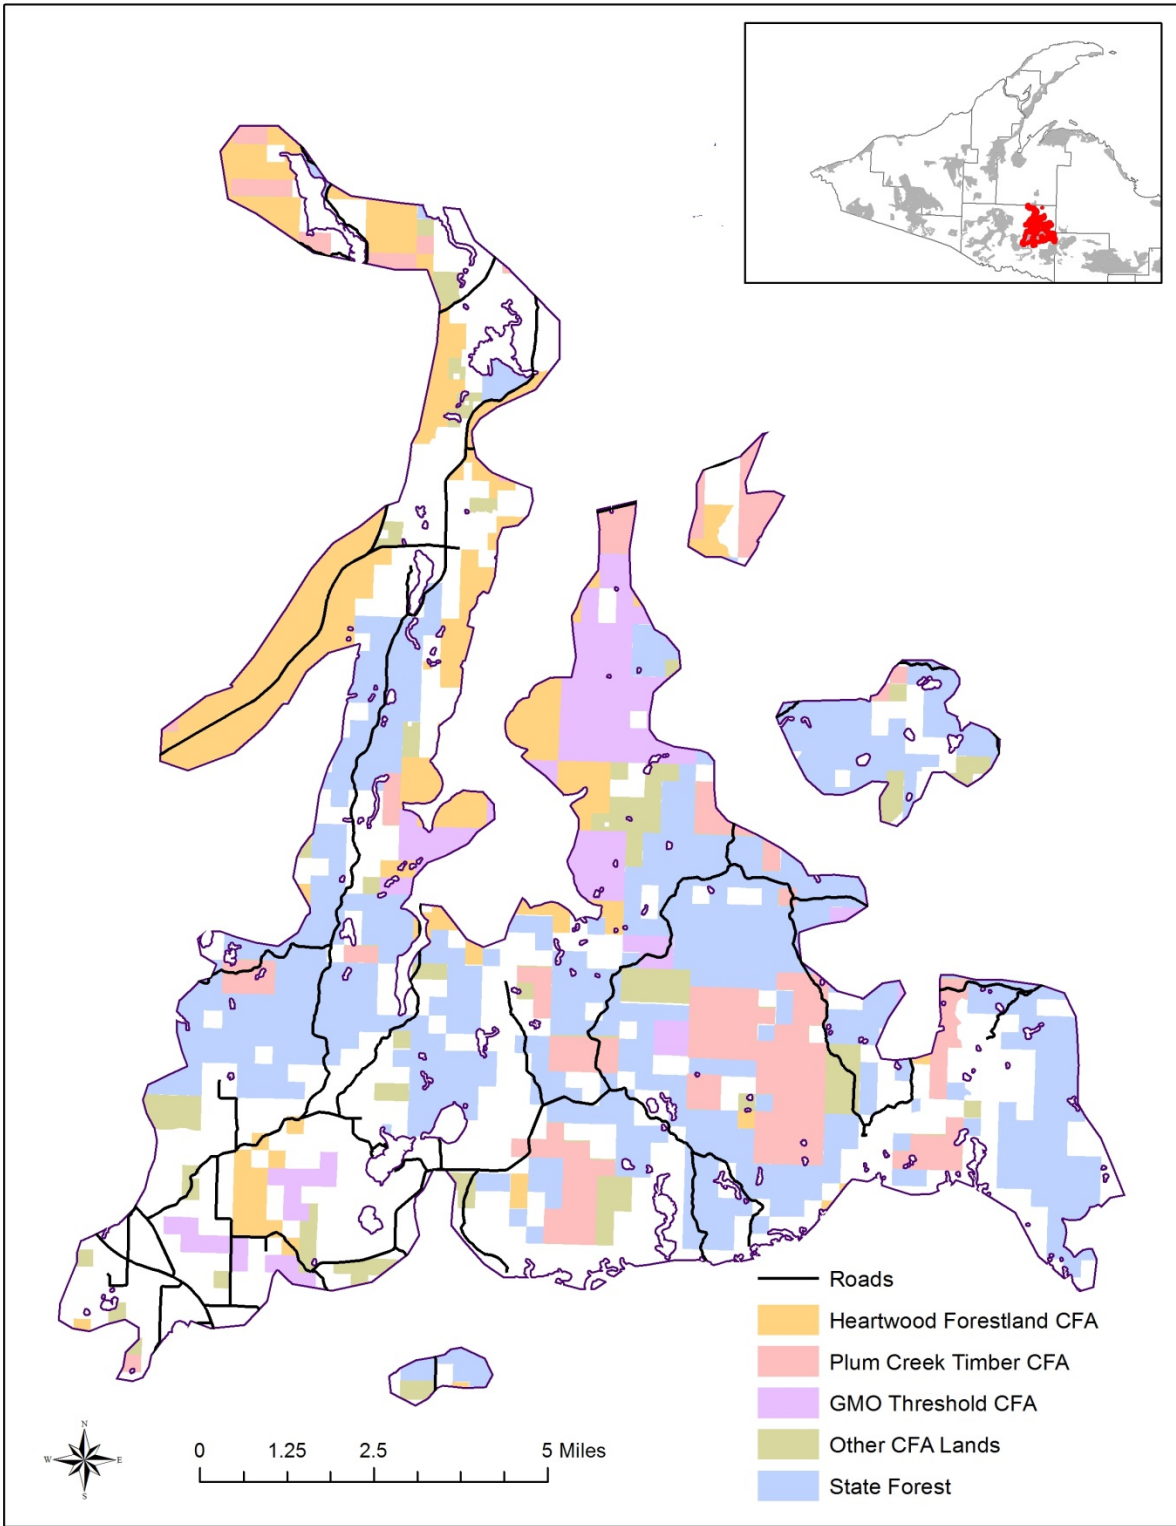 Roads
Heartwood Forestland CFA
Plum Creek Timber CFA
GMO Threshold CFA
Other CFA Lands
State Forest
N
W E
S
0 1.25 2.5 5 Miles